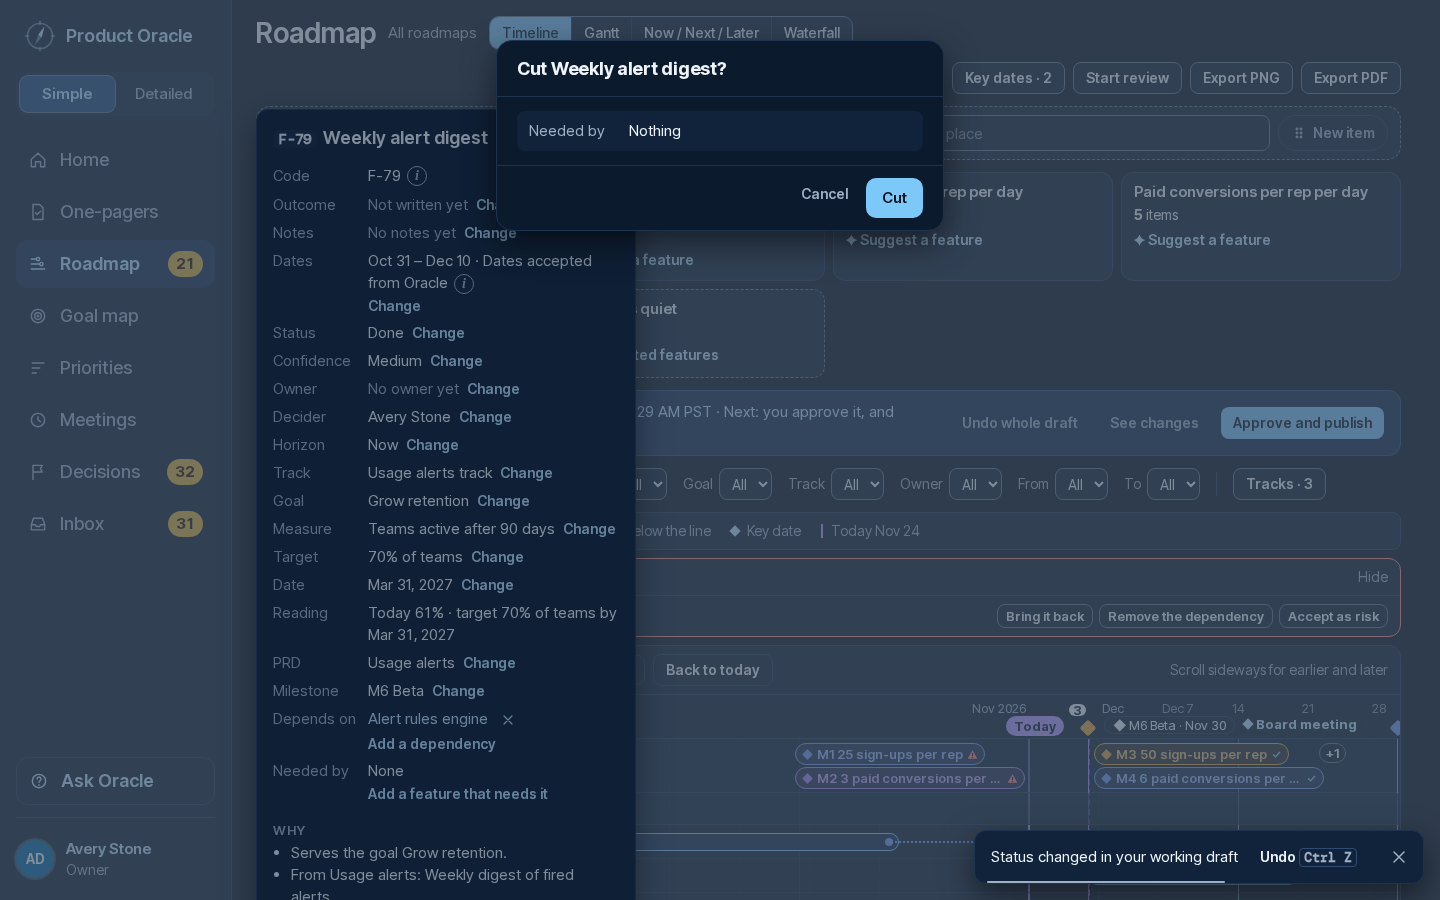 Product Oracle
Simple
Detailed
Home
One-pagers
Roadmap 21
Goal map
Priorities
Meetings
Decisions 32
Inbox 31
Ask Oracle
AD
Avery Stone
Owner
Roadmap
All roadmaps
Timeline
Gantt
Now / Next / Later
Waterfall
Key dates · 2
Start review
Export PNG
Export PDF
Cut Weekly alert digest?
Needed by Nothing
Cancel
Cut
place
New item
F-79 Weekly alert digest
Code F-79 i
Outcome Not written yet
Notes No notes yet Change
Dates Oct 31 – Dec 10 · Dates accepted
from Oracle i
Change
Status Done Change
Confidence Medium Change
Owner No owner yet Change
Decider Avery Stone Change
Horizon Now Change
Track Usage alerts track Change
Goal Grow retention Change
Measure Teams active after 90 days Change
Target 70% of teams Change
Date Mar 31, 2027 Change
Reading Today 61% · target 70% of teams by
Mar 31, 2027
PRD Usage alerts Change
Milestone M6 Beta Change
Depends on Alert rules engine
Add a dependency
Needed by None
Add a feature that needs it
WHY
• Serves the goal Grow retention.
• From Usage alerts: Weekly digest of fired
alerts
rep per day
Suggest a feature
Paid conversions per rep per day
5 items
Suggest a feature
a feature
quiet
ted features
29 AM PST · Next: you approve it, and
Undo whole draft
See changes
Approve and publish
Goal All
Track All
Owner All
From All
To All
Tracks · 3
elow the line
Key date
Today Nov 24
Hide
Bring it back
Remove the dependency
Accept as risk
Back to today
Scroll sideways for earlier and later
Nov 2026
3
Dec
Dec 7
14
21
28
Today
M6 Beta · Nov 30
Board meeting
M1 25 sign-ups per rep
M3 50 sign-ups per rep
+1
M2 3 paid conversions per ...
M4 6 paid conversions per ...
Status changed in your working draft
Undo Ctrl Z